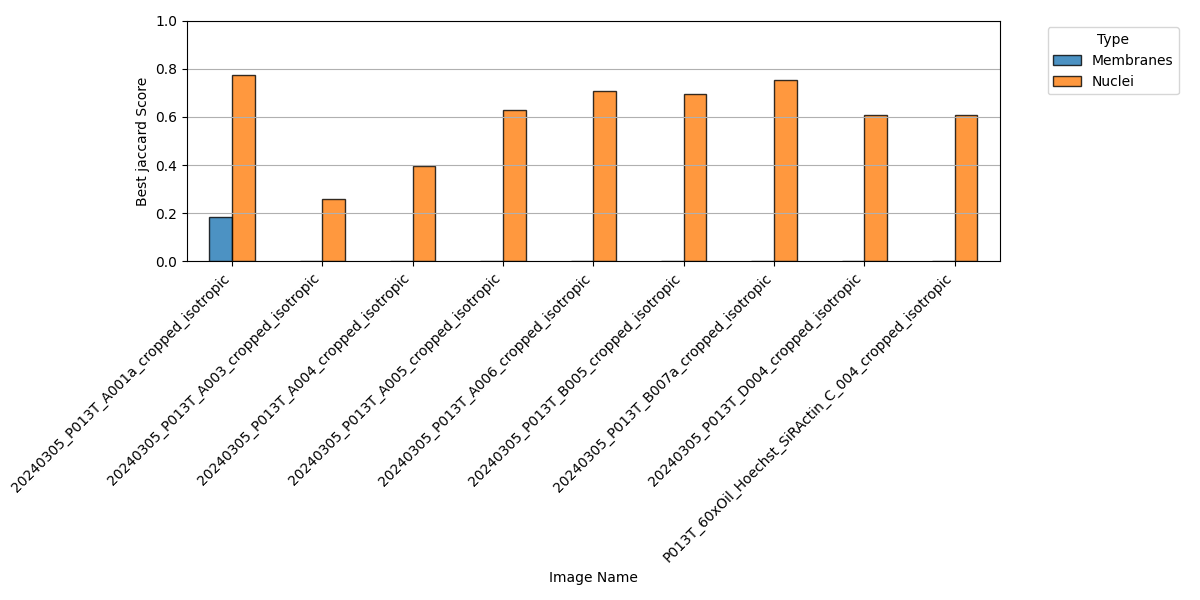 1.0
0.8
0.6
0.4
0.2
0.0
Best jaccard Score
Type
Membranes
Nuclei
20240305_P013T_A001a_cropped_isotropic
20240305_P013T_A003_cropped_isotropic
20240305_P013T_A004_cropped_isotropic
20240305_P013T_A005_cropped_isotropic
20240305_P013T_A006_cropped_isotropic
20240305_P013T_B005_cropped_isotropic
20240305_P013T_B007a_cropped_isotropic
20240305_P013T_D004_cropped_isotropic
P013T_60xOil_Hoechst_SiRActin_C_004_cropped_isotropic
Image Name